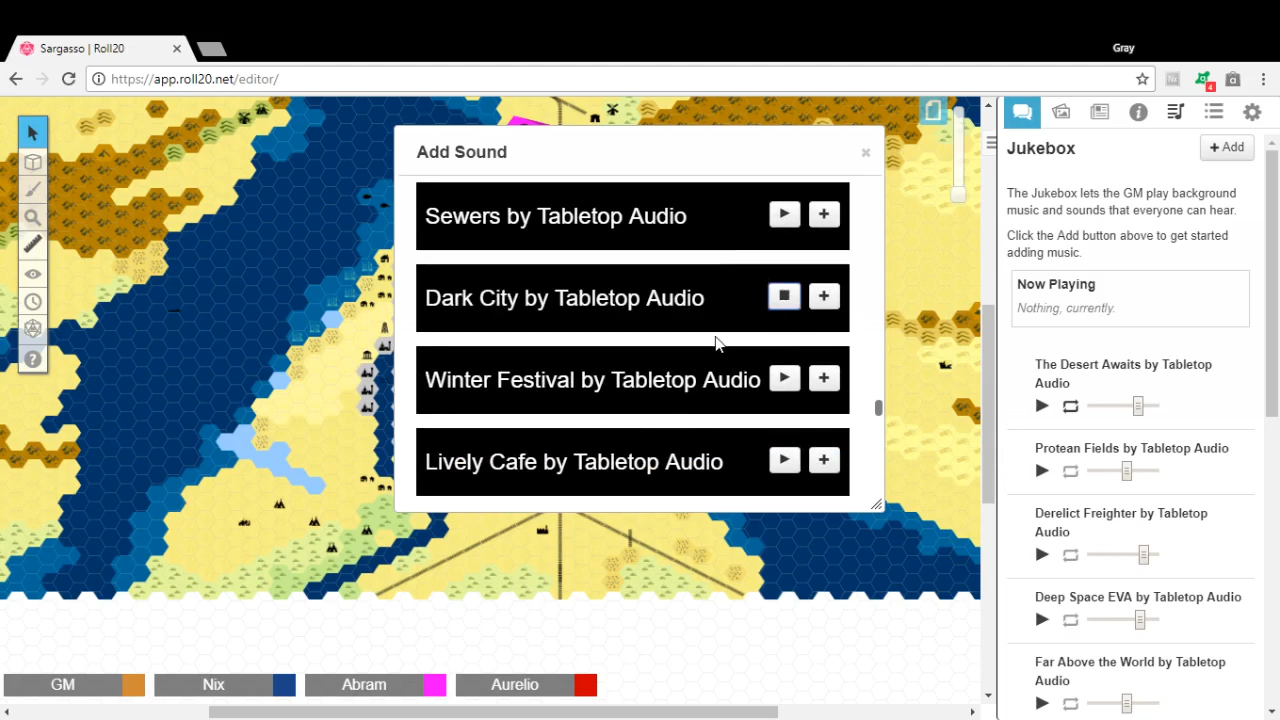 Gray
Sargasso | Roll20
https://app.roll20.net/editor/
4
a
Add Sound
×
Sewers by Tabletop Audio
Dark City by Tabletop Audio
Winter Festival by Tabletop Audio
Lively Cafe by Tabletop Audio
Jukebox
+ Add
The Jukebox lets the GM play background
music and sounds that everyone can hear.
Click the Add button above to get started
adding music.
Now Playing
Nothing, currently.
The Desert Awaits by Tabletop
Audio
Protean Fields by Tabletop Audio
Derelict Freighter by Tabletop
Audio
Deep Space EVA by Tabletop Audio
Far Above the World by Tabletop
Audio
GM
Nix
Abram
Aurelio